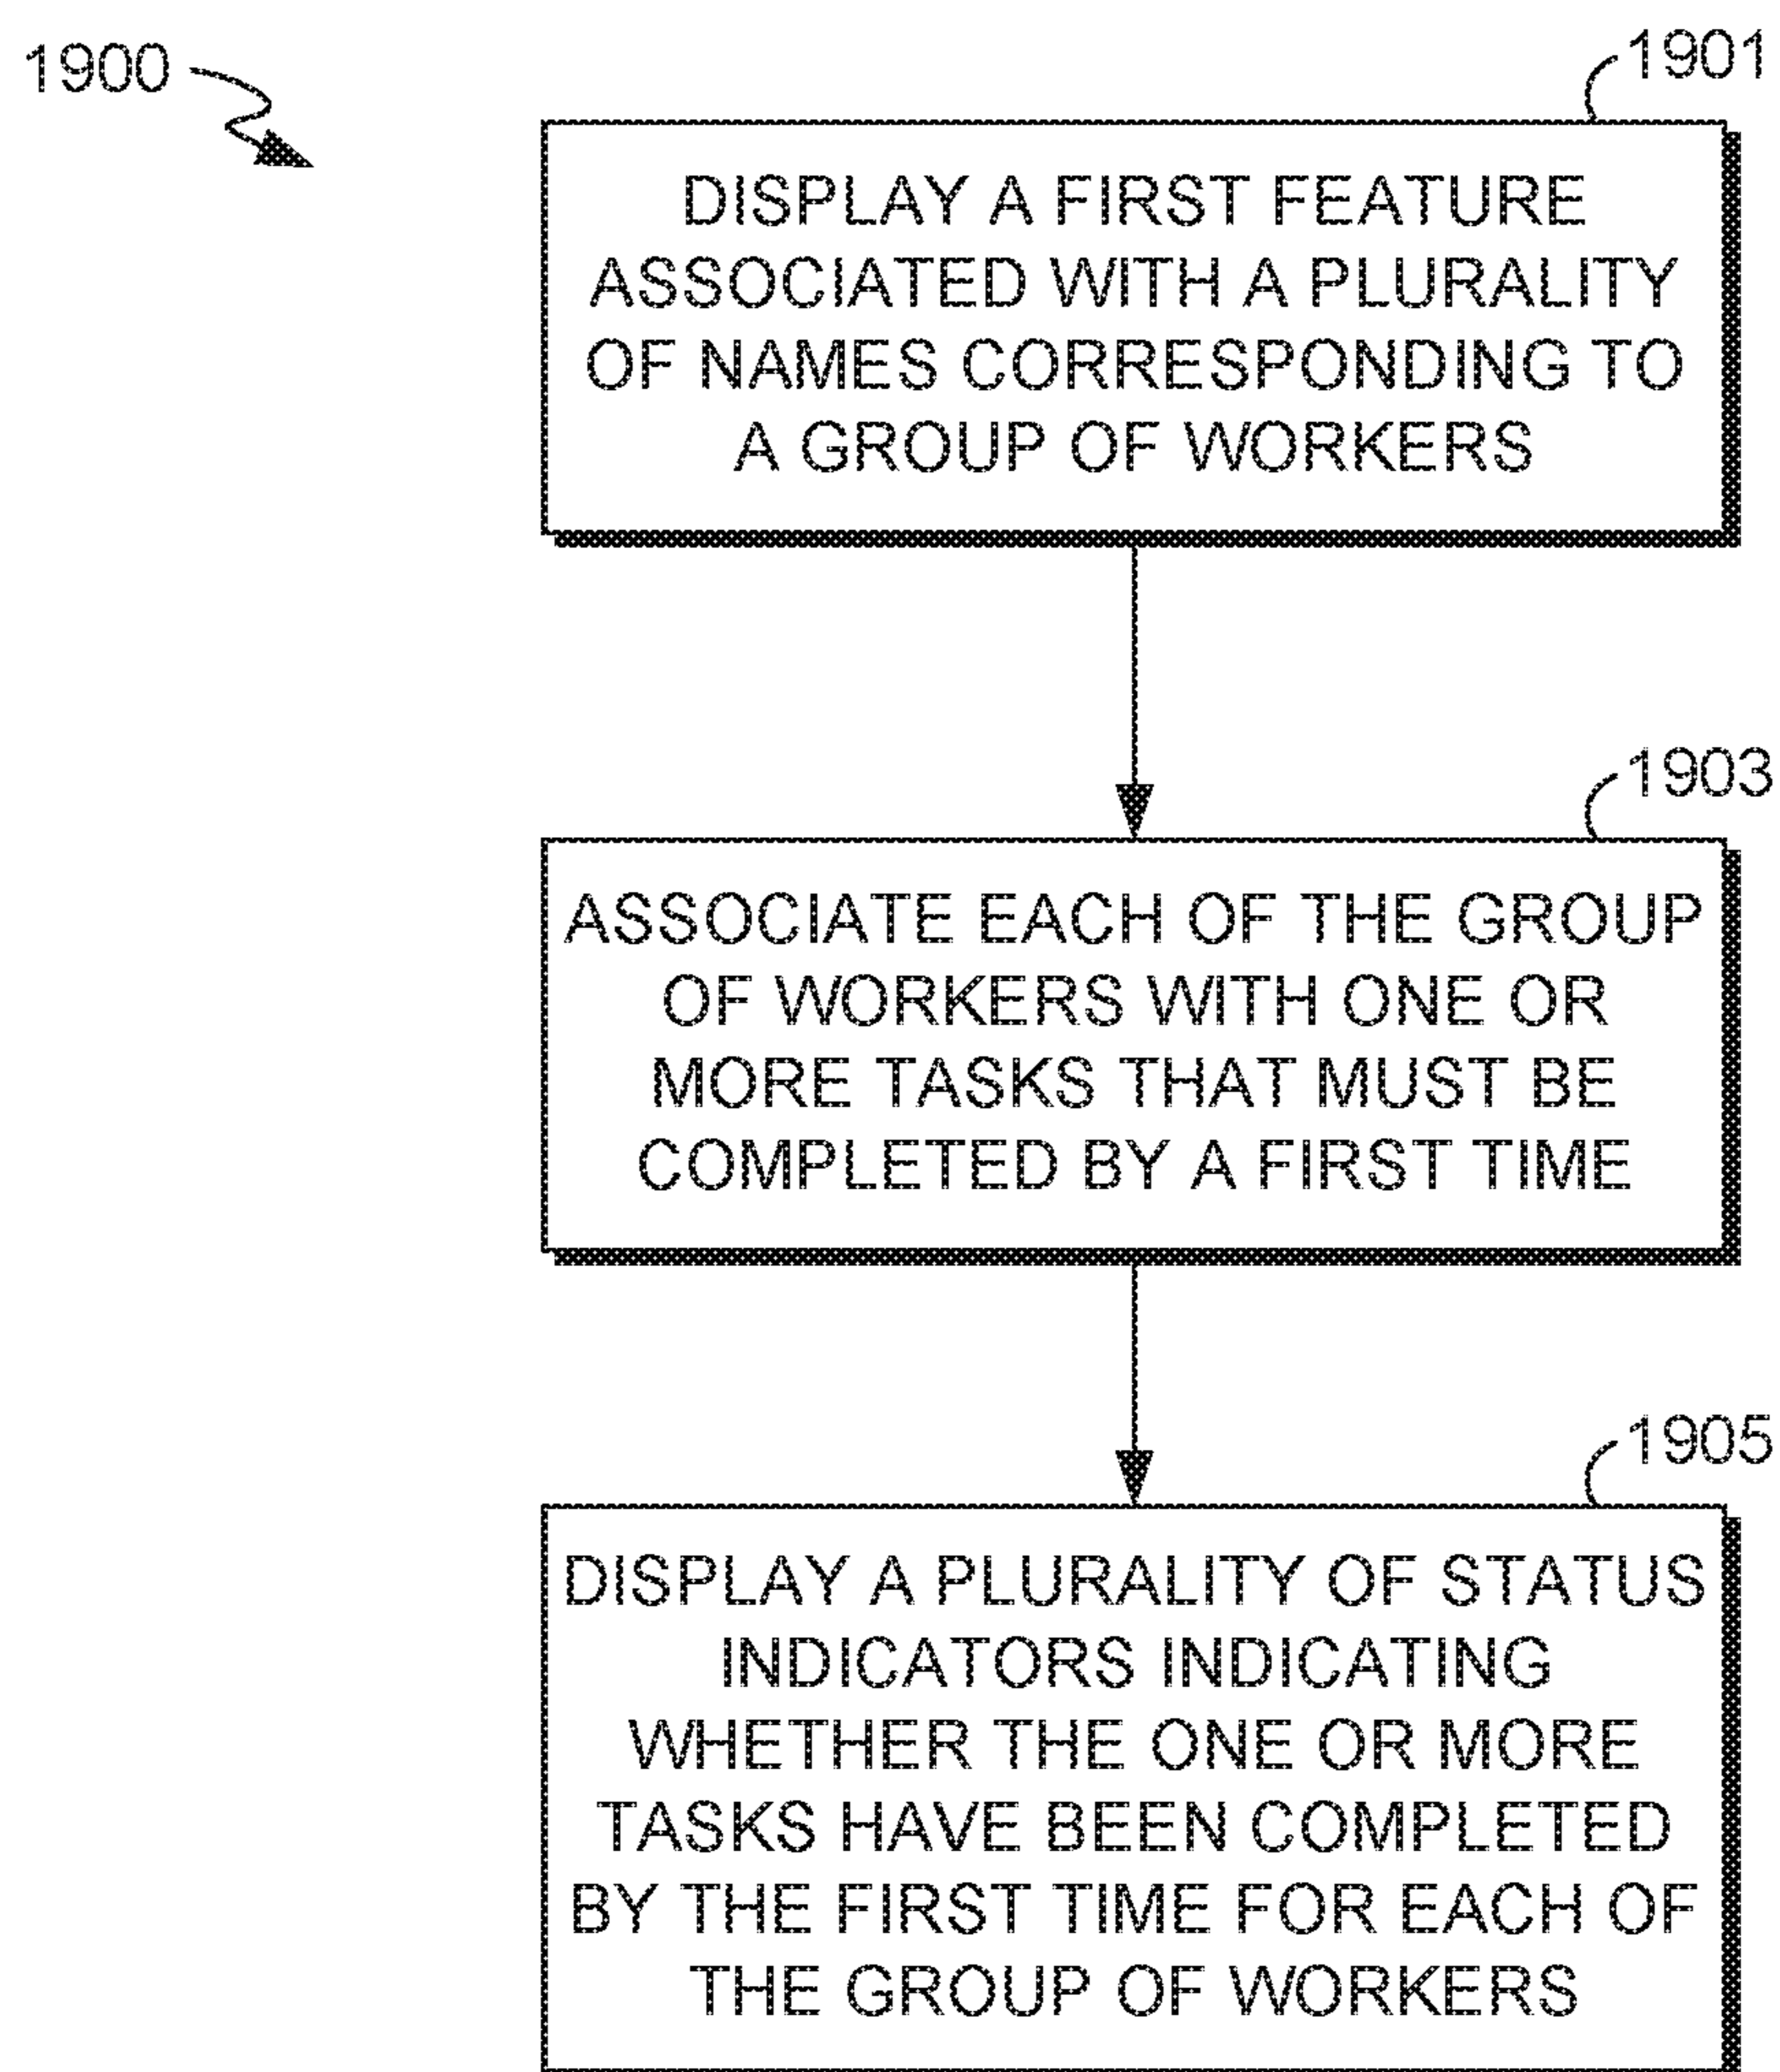 1900
1901
DISPLAY A FIRST FEATURE
ASSOCIATED WITH A PLURALITY
OF NAMES CORRESPONDING TO
A GROUP OF WORKERS
1903
ASSOCIATE EACH OF THE GROUP
OF WORKERS WITH ONE OR
MORE TASKS THAT MUST BE
COMPLETED BY A FIRST TIME
1905
DISPLAY A PLURALITY OF STATUS
INDICATORS INDICATING
WHETHER THE ONE OR MORE
TASKS HAVE BEEN COMPLETED
BY THE FIRST TIME FOR EACH OF
THE GROUP OF WORKERS